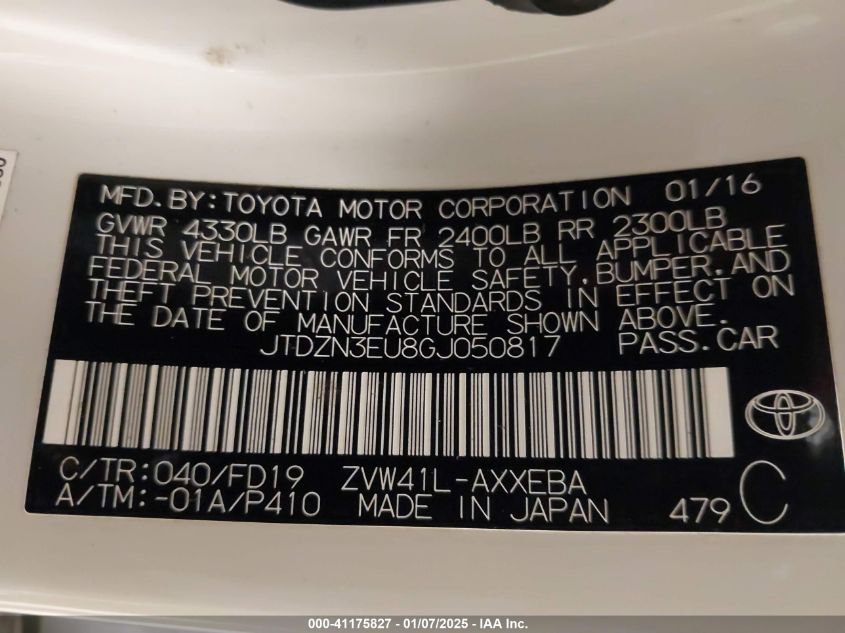 MFD.BY:TOYOTA MOTOR CORPORATION 01/16
GVWR 4330LB GAWR FR 2400LB RR 2300LB
THIS VEHICLE CONFORMS TO ALL APPLICABLE
FEDERAL MOTOR VEHICLE SAFETY,BUMPER,AND
THEFT PREVENTION STANDARDS IN EFFECT ON
THE DATE OF MANUFACTURE SHOWN ABOVE.
JTDZN3EU8GJ050817 PASS.CAR
C/TR:040/FD19 ZVW41L-AXXEBA
A/TM:-01A/P410 MADE IN JAPAN 479 C
000-41175827 - 01/07/2025 - IAA Inc.